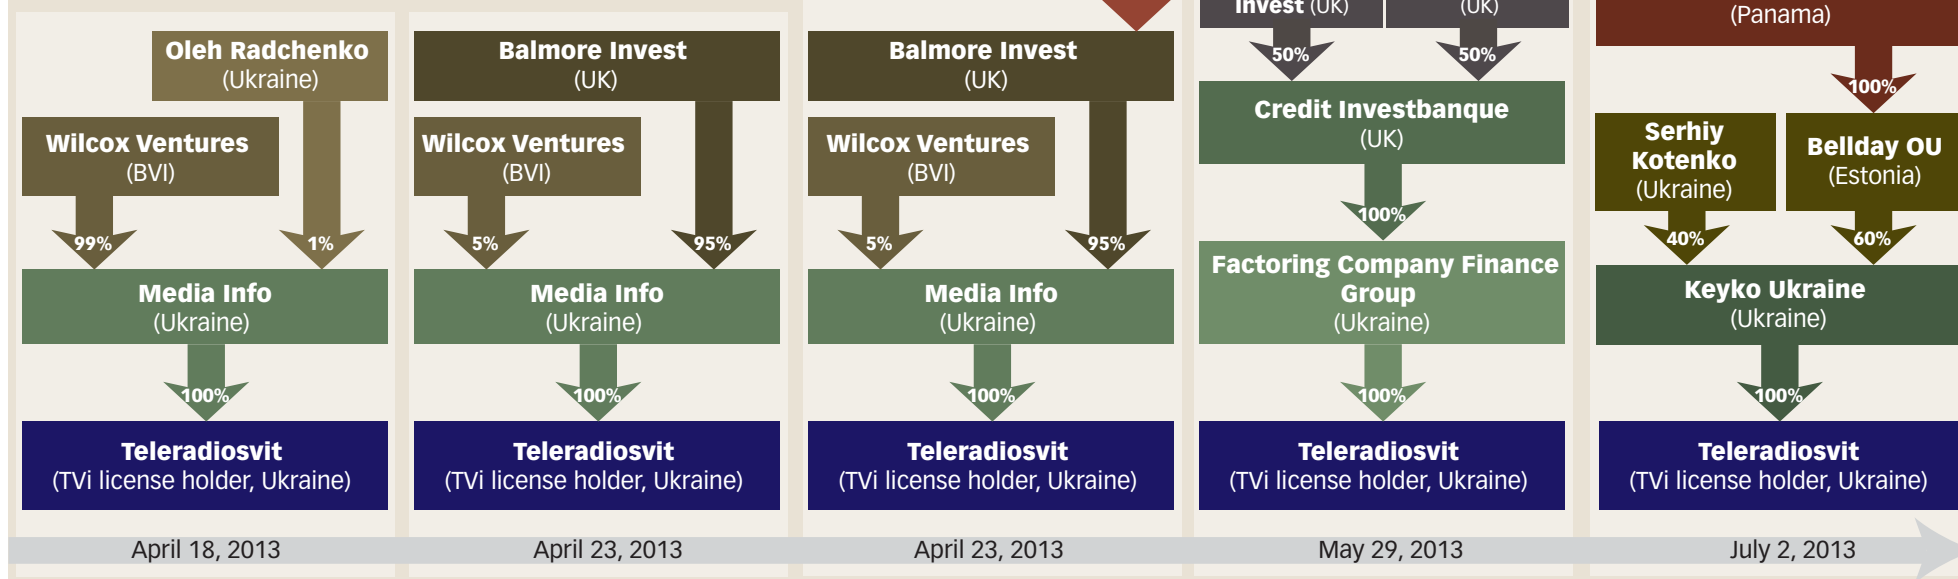 Oleh Radchenko
(Ukraine)
Wilcox Ventures
(BVI)
99%
1%
Media Info
(Ukraine)
100%
Teleradiosvit
(TVi license holder, Ukraine)
April 18, 2013
Balmore Invest
(UK)
Wilcox Ventures
(BVI)
5%
95%
Media Info
(Ukraine)
100%
Teleradiosvit
(TVi license holder, Ukraine)
April 23, 2013
Balmore Invest
(UK)
Wilcox Ventures
(BVI)
5%
95%
Media Info
(Ukraine)
100%
Teleradiosvit
(TVi license holder, Ukraine)
April 23, 2013
Invest (UK)
(UK)
50%
50%
Credit Investbanque
(UK)
100%
Factoring Company Finance
Group
(Ukraine)
100%
Teleradiosvit
(TVi license holder, Ukraine)
May 29, 2013
(Panama)
100%
Serhiy
Kotenko
(Ukraine)
Bellday OU
(Estonia)
40%
60%
Keyko Ukraine
(Ukraine)
100%
Teleradiosvit
(TVi license holder, Ukraine)
July 2, 2013